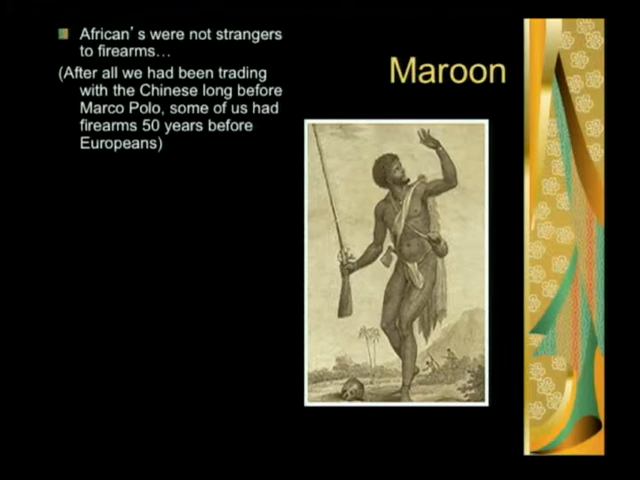 African's were not strangers
to firearms…
(After all we had been trading
with the Chinese long before
Marco Polo, some of us had
firearms 50 years before
Europeans)
Maroon